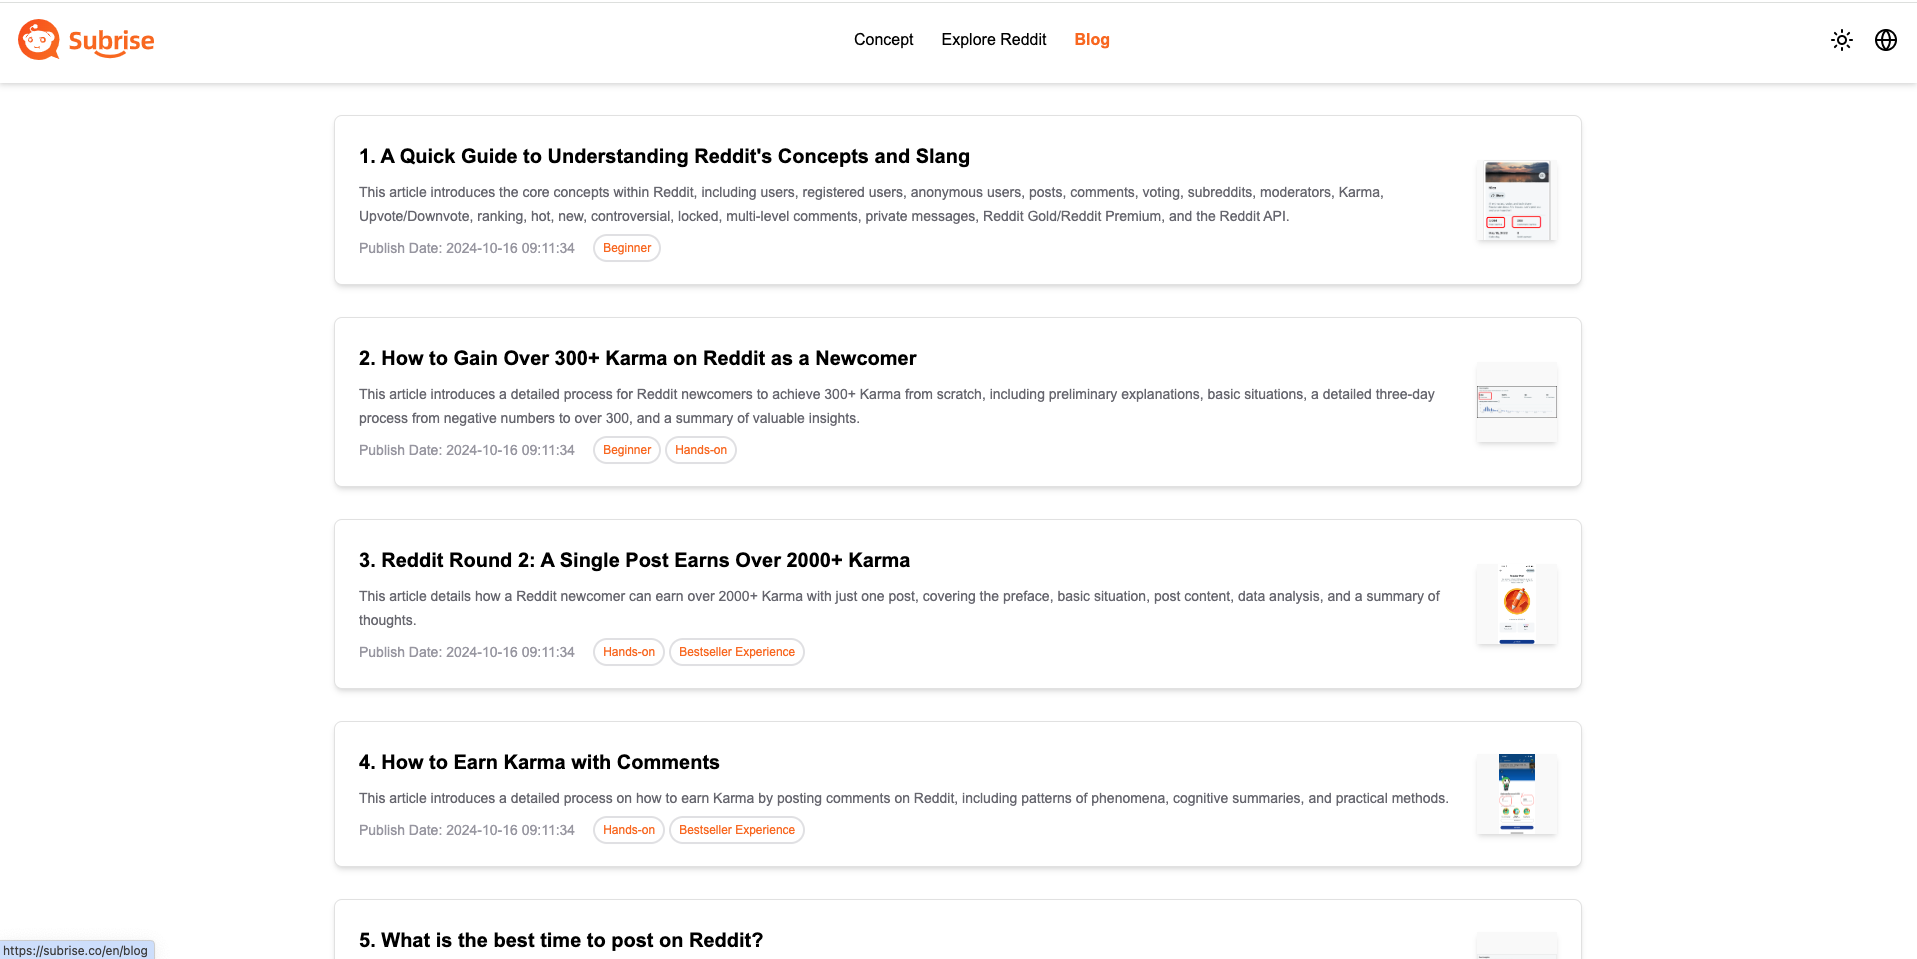 Subrise
Concept
Explore Reddit
Blog
1. A Quick Guide to Understanding Reddit's Concepts and Slang
This article introduces the core concepts within Reddit, including users, registered users, anonymous users, posts, comments, voting, subreddits, moderators, Karma,
Upvote/Downvote, ranking, hot, new, controversial, locked, multi-level comments, private messages, Reddit Gold/Reddit Premium, and the Reddit API.
Publish Date: 2024-10-16 09:11:34
Beginner
2. How to Gain Over 300+ Karma on Reddit as a Newcomer
This article introduces a detailed process for Reddit newcomers to achieve 300+ Karma from scratch, including preliminary explanations, basic situations, a detailed three-day
process from negative numbers to over 300, and a summary of valuable insights.
Publish Date: 2024-10-16 09:11:34
Beginner
Hands-on
3. Reddit Round 2: A Single Post Earns Over 2000+ Karma
This article details how a Reddit newcomer can earn over 2000+ Karma with just one post, covering the preface, basic situation, post content, data analysis, and a summary of
thoughts.
Publish Date: 2024-10-16 09:11:34
Hands-on
Bestseller Experience
4. How to Earn Karma with Comments
This article introduces a detailed process on how to earn Karma by posting comments on Reddit, including patterns of phenomena, cognitive summaries, and practical methods.
Publish Date: 2024-10-16 09:11:34
Hands-on
Bestseller Experience
5. What is the best time to post on Reddit?
https://subrise.co/en/blog